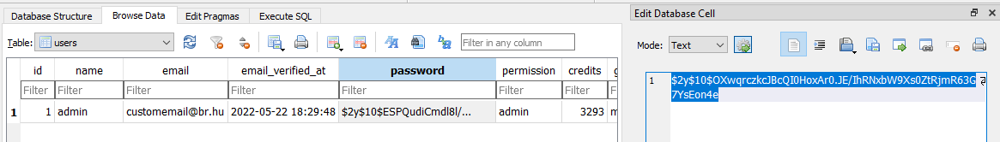 Database Structure Browse Data Edit Pragmas Execute SQL
Table: users Filter in any column
id name email email_verified_at password permission credits g
Filter Filter Filter Filter Filter Filter Filter F
1 1 admin customemail@br.hu 2022-05-22 18:29:48 $2y$10$ESPQudiCmdl8l/... admin 3293 m
Edit Database Cell
Mode: Text
1 $2y$10$OXwqrczkcJBcQI0HoxAr0.JE/IhRNxbW9Xs0ZtRjmR63G
7YsEon4e